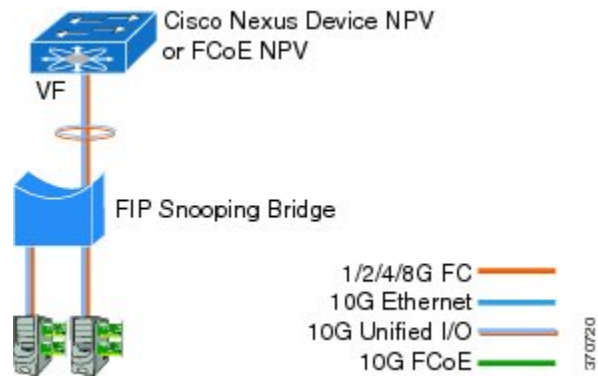 Cisco Nexus Device NPV
or FCoE NPV
VF
FIP Snooping Bridge
1/2/4/8G FC
10G Ethernet
10G Unified I/O
10G FCoE
370720